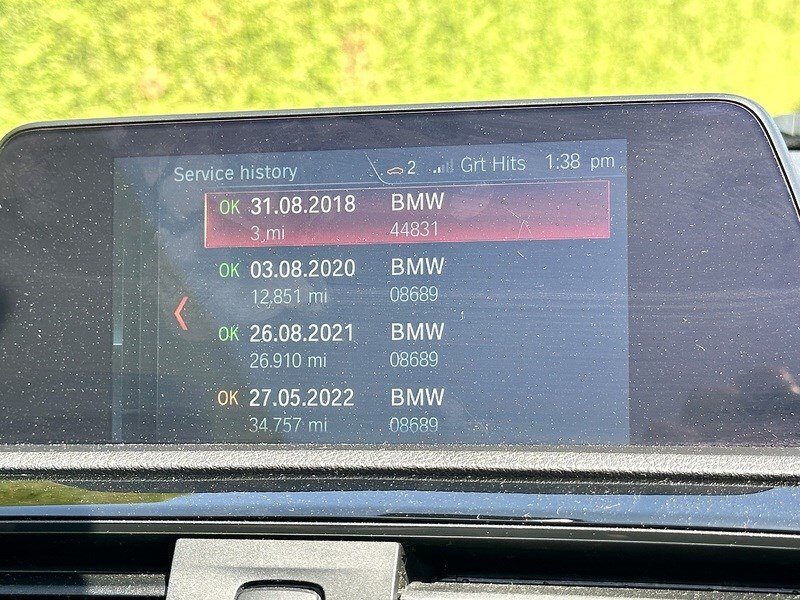 Service history 2 Grt Hits 1:38 pm
OK 31.08.2018 BMW
3 mi 44831
OK 03.08.2020 BMW
12,851 mi 08689
OK 26.08.2021 BMW
26.910 mi 08689
OK 27.05.2022 BMW
34,757 mi 08689